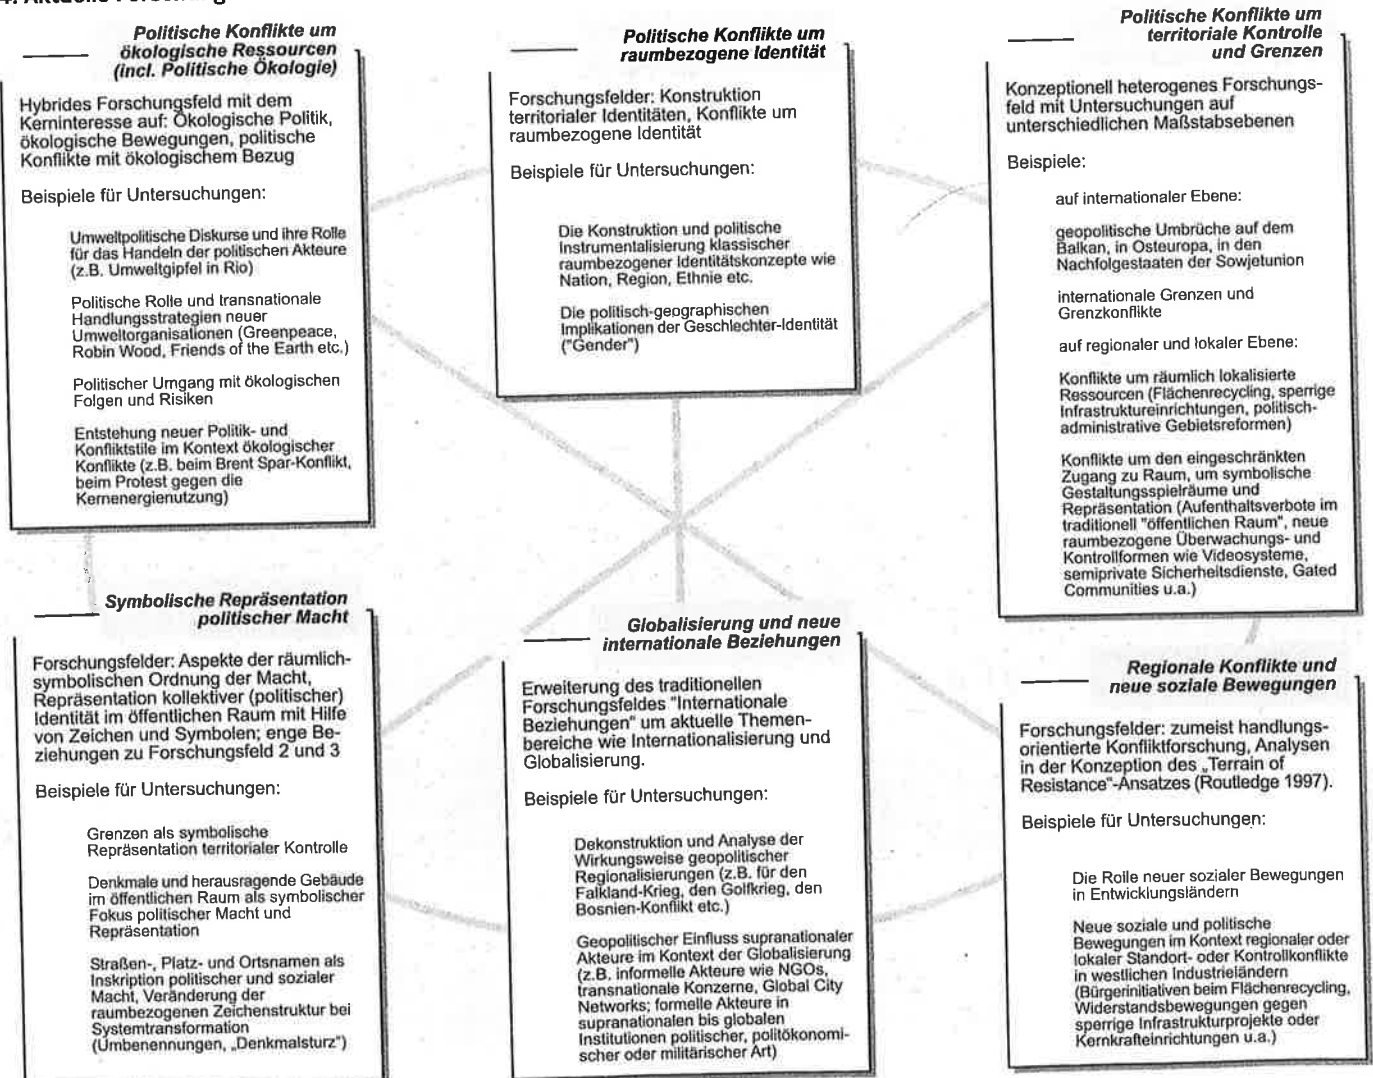 4. Aktuelle
Politische Konflikte um
ökologische Ressourcen
(incl. Politische Ökologie)
Hybrides Forschungsfeld mit dem
Kerninteresse auf: Ökologische Politik,
ökologische Bewegungen, politische
Konflikte mit ökologischem Bezug
Beispiele für Untersuchungen:
Umweltpolitische Diskurse und ihre Rolle
für das Handeln der politischen Akteure
(z.B. Umweltgipfel in Rio)
Politische Rolle und transnationale
Handlungsstrategien neuer
Umweltorganisationen (Greenpeace,
Robin Wood, Friends of the Earth etc.)
Politischer Umgang mit ökologischen
Folgen und Risiken
Entstehung neuer Politik- und
Konfliktstile im Kontext ökologischer
Konflikte (z.B. beim Brent Spar-Konflikt,
beim Protest gegen die
Kernenergienutzung)
Politische Konflikte um
raumbezogene Identität
Forschungsfelder: Konstruktion
territorialer Identitäten, Konflikte um
raumbezogene Identität
Beispiele für Untersuchungen:
Die Konstruktion und politische
Instrumentalisierung klassischer
raumbezogener Identitätskonzepte wie
Nation, Region, Ethnie etc.
Die politisch-geographischen
Implikationen der Geschlechter-Identität
("Gender")
Politische Konflikte um
territoriale Kontrolle
und Grenzen
Konzeptionell heterogenes Forschungs-
feld mit Untersuchungen auf
unterschiedlichen Maßstabsebenen
Beispiele:
auf internationaler Ebene:
geopolitische Umbrüche auf dem
Balkan, in Osteuropa, in den
Nachfolgestaaten der Sowjetunion
internationale Grenzen und
Grenzkonflikte
auf regionaler und lokaler Ebene:
Konflikte um räumlich lokalisierte
Ressourcen (Flächenrecycling, sperrige
Infrastruktureinrichtungen, politisch-
administrative Gebietsreformen)
Konflikte um den eingeschränkten
Zugang zu Raum, um symbolische
Gestaltungsspielräume und
Repräsentation (Aufenthaltsverbote im
traditionell "öffentlichen Raum", neue
raumbezogene Überwachungs- und
Kontrollformen wie Videosysteme,
semiprivate Sicherheitsdienste, Gated
Communities u.a.)
Symbolische Repräsentation
politischer Macht
Forschungsfelder: Aspekte der räumlich-
symbolischen Ordnung der Macht,
Repräsentation kollektiver (politischer)
Identität im öffentlichen Raum mit Hilfe
von Zeichen und Symbolen; enge Be-
ziehungen zu Forschungsfeld 2 und 3
Beispiele für Untersuchungen:
Grenzen als symbolische
Repräsentation territorialer Kontrolle
Denkmale und herausragende Gebäude
im öffentlichen Raum als symbolischer
Fokus politischer Macht und
Repräsentation
Straßen-, Platz- und Ortsnamen als
Inskription politischer und sozialer
Macht, Veränderung der
raumbezogenen Zeichenstruktur bei
Systemtransformation
(Umbenennungen, „Denkmalsturz")
Globalisierung und neue
internationale Beziehungen
Erweiterung des traditionellen
Forschungsfeldes "Internationale
Beziehungen" um aktuelle Themen-
bereiche wie Internationalisierung und
Globalisierung.
Beispiele für Untersuchungen:
Dekonstruktion und Analyse der
Wirkungsweise geopolitischer
Regionalisierungen (z.B. für den
Falkland-Krieg, den Golfkrieg, den
Bosnien-Konflikt etc.)
Geopolitischer Einfluss supranationaler
Akteure im Kontext der Globalisierung
(z.B. informelle Akteure wie NGOs,
transnationale Konzerne, Global City
Networks; formelle Akteure in
supranationalen bis globalen
Institutionen politischer, politökonomi-
scher oder militärischer Art)
Regionale Konflikte und
neue soziale Bewegungen
Forschungsfelder: zumeist handlungs-
orientierte Konfliktforschung, Analysen
in der Konzeption des „Terrain of
Resistance"-Ansatzes (Routledge 1997).
Beispiele für Untersuchungen:
Die Rolle neuer sozialer Bewegungen
in Entwicklungsländern
Neue soziale und politische
Bewegungen im Kontext regionaler oder
lokaler Standort- oder Kontrollkonflikte
in westlichen Industrieländern
(Bürgerinitiativen beim Flächenrecycling,
Widerstandsbewegungen gegen
sperrige Infrastrukturprojekte oder
Kernkrafteinrichtungen u.a.)